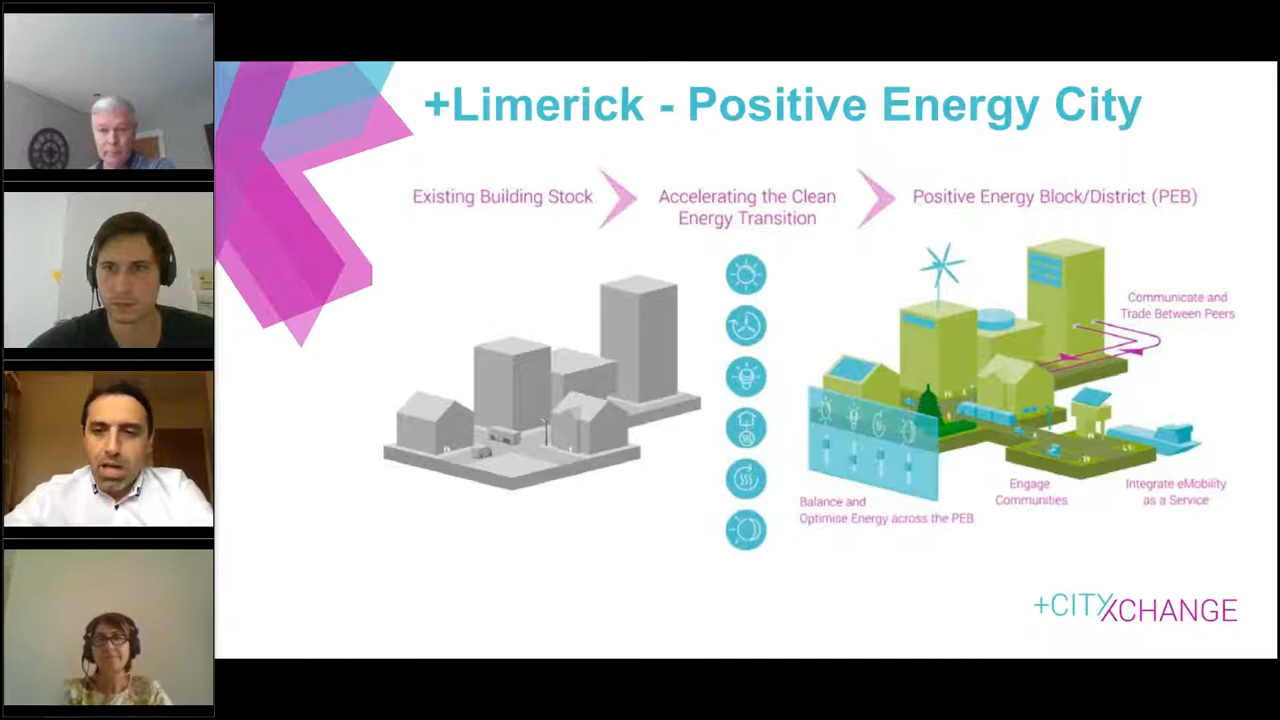 +Limerick - Positive Energy City
Existing Building Stock
Accelerating the Clean
Energy Transition
Positive Energy Block/District (PEB)
Communicate and
Trade Between Peers
Balance and
Optimise Energy across the PEB
Engage
Communities
Integrate eMobility
as a Service
+CITYXCHANGE